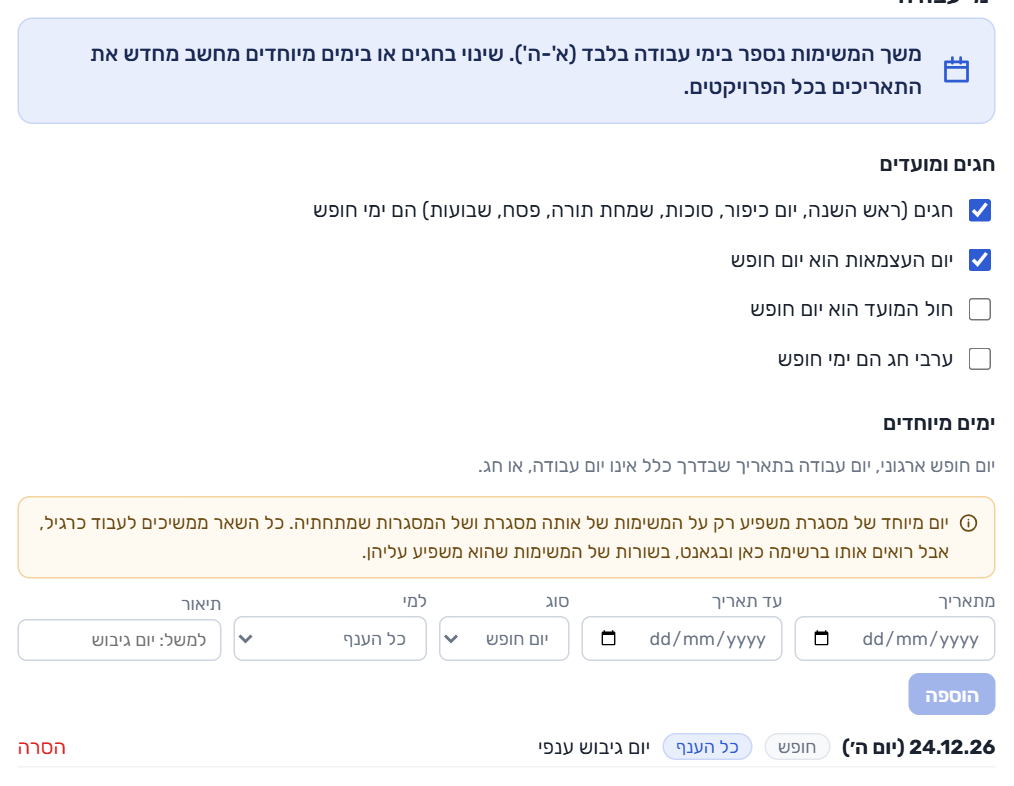 ימי עבודה
משך המשימות נספר בימי עבודה בלבד (א'-ה'). שינוי בחגים או בימים מיוחדים מחשב מחדש את
התאריכים בכל הפרויקטים.
חגים ומועדים
חגים (ראש השנה, יום כיפור, סוכות, שמחת תורה, פסח, שבועות) הם ימי חופש
יום העצמאות הוא יום חופש
חול המועד הוא יום חופש
ערבי חג הם ימי חופש
ימים מיוחדים
יום חופש ארגוני, יום עבודה בתאריך שבדרך כלל אינו יום עבודה, או חג.
יום מיוחד של מסגרת משפיע רק על המשימות של אותה מסגרת ושל המסגרות שמתחתיה. כל השאר ממשיכים לעבוד כרגיל,
אבל רואים אותו ברשימה כאן ובגאנט, בשורות של המשימות שהוא משפיע עליהן.
מתאריך עד תאריך סוג למי תיאור
dd/mm/yyyy dd/mm/yyyy יום חופש כל הענף למשל: יום גיבוש
הוספה
24.12.26 (יום ה׳) חופש כל הענף יום גיבוש ענפי הסרה